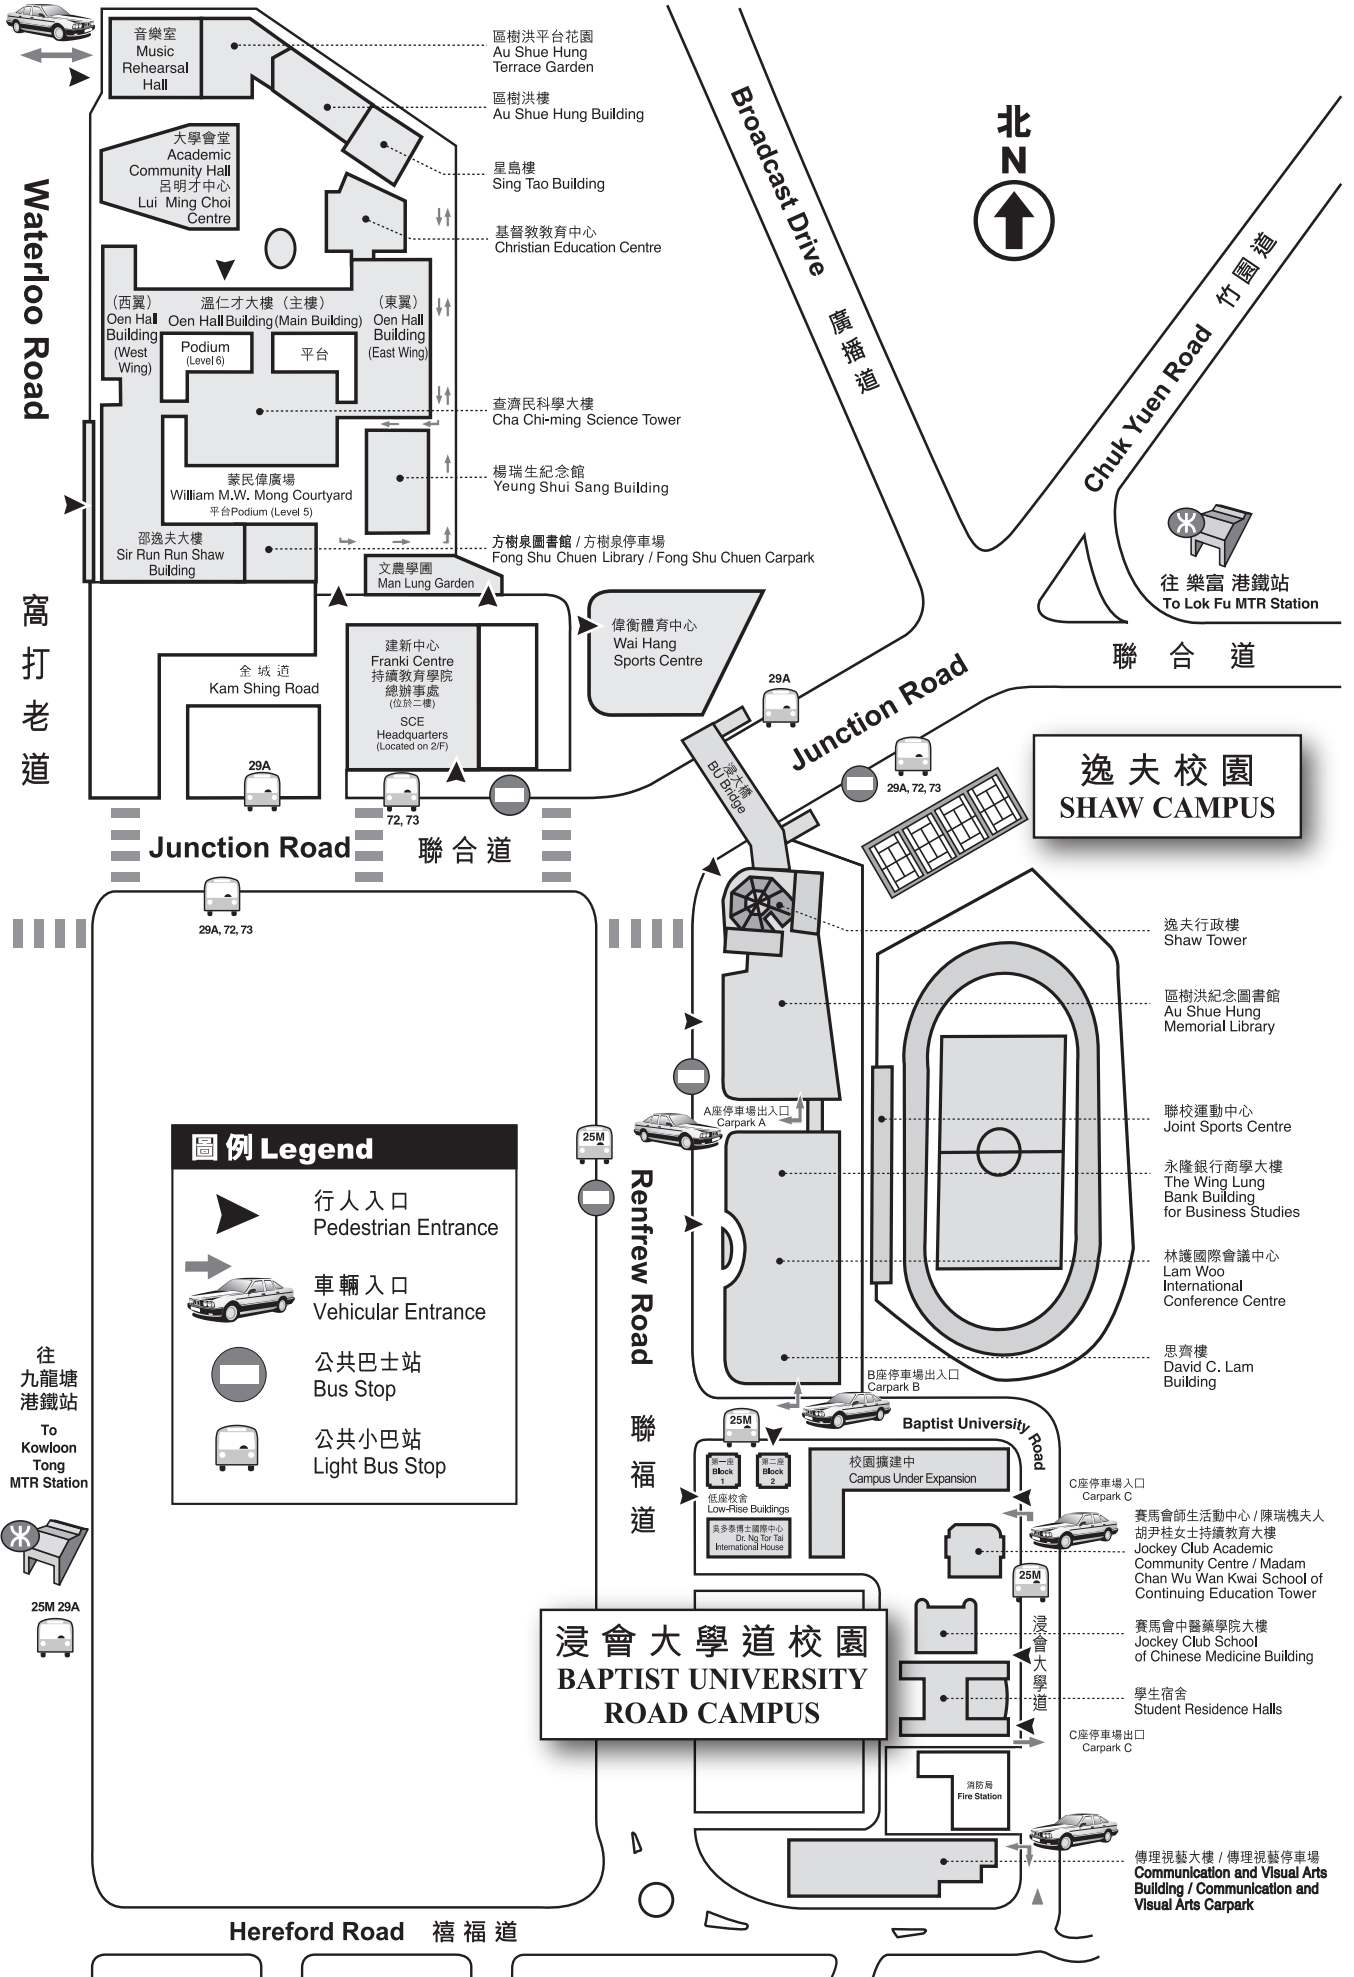 音樂室
Music
Rehearsal
Hall
區樹洪平台花園
Au Shue Hung
Terrace Garden
區樹洪樓
Au Shue Hung Building
星島樓
Sing Tao Building
大學會堂
Academic
Community Hall
呂明才中心
Lui Ming Choi
Centre
基督教教育中心
Christian Education Centre
Waterloo Road
窩打老道
(西翼)
Oen Hall
Building
(West
Wing)
溫仁才大樓 (主樓)
Oen Hall Building (Main Building)
(東翼)
Oen Hall
Building
(East Wing)
Podium
(Level 6)
平台
查濟民科學大樓
Cha Chi-ming Science Tower
蒙民偉廣場
William M.W. Mong Courtyard
平台Podium (Level 5)
楊瑞生紀念館
Yeung Shui Sang Building
邵逸夫大樓
Sir Run Run Shaw
Building
方樹泉圖書館 / 方樹泉停車場
Fong Shu Chuen Library / Fong Shu Chuen Carpark
文農學圃
Man Lung Garden
全城道
Kam Shing Road
建新中心
Franki Centre
持續教育學院
總辦事處
(位於二樓)
SCE
Headquarters
(Located on 2/F)
偉衡體育中心
Wai Hang
Sports Centre
Broadcast Drive 廣播道
北
N
Chuk Yuen Road 竹園道
往 樂富 港鐵站
To Lok Fu MTR Station
聯合道
Junction Road
29A
29A
72, 73
29A, 72, 73
浸大橋
BU Bridge
逸夫校園
SHAW CAMPUS
Junction Road 聯合道
29A, 72, 73
逸夫行政樓
Shaw Tower
區樹洪紀念圖書館
Au Shue Hung
Memorial Library
聯校運動中心
Joint Sports Centre
永隆銀行商學大樓
The Wing Lung
Bank Building
for Business Studies
林護國際會議中心
Lam Woo
International
Conference Centre
思齊樓
David C. Lam
Building
A座停車場出入口
Carpark A
25M
Renfrew Road
聯福道
圖例 Legend
行人入口
Pedestrian Entrance
車輛入口
Vehicular Entrance
公共巴士站
Bus Stop
公共小巴站
Light Bus Stop
往
九龍塘
港鐵站
To
Kowloon
Tong
MTR Station
25M 29A
B座停車場出入口
Carpark B
25M
Baptist University Road
第一座
Block
1
第二座
Block
2
低座校舍
Low-Rise Buildings
吳多泰博士國際中心
Dr. Ng Tor Tai
International House
校園擴建中
Campus Under Expansion
C座停車場入口
Carpark C
賽馬會師生活動中心 / 陳瑞槐夫人
胡尹桂女士持續教育大樓
Jockey Club Academic
Community Centre / Madam
Chan Wu Wan Kwai School of
Continuing Education Tower
25M
浸會大學道
賽馬會中醫藥學院大樓
Jockey Club School
of Chinese Medicine Building
學生宿舍
Student Residence Halls
C座停車場出口
Carpark C
浸會大學道校園
BAPTIST UNIVERSITY
ROAD CAMPUS
消防局
Fire Station
傳理視藝大樓 / 傳理視藝停車場
Communication and Visual Arts
Building / Communication and
Visual Arts Carpark
Hereford Road 禧福道